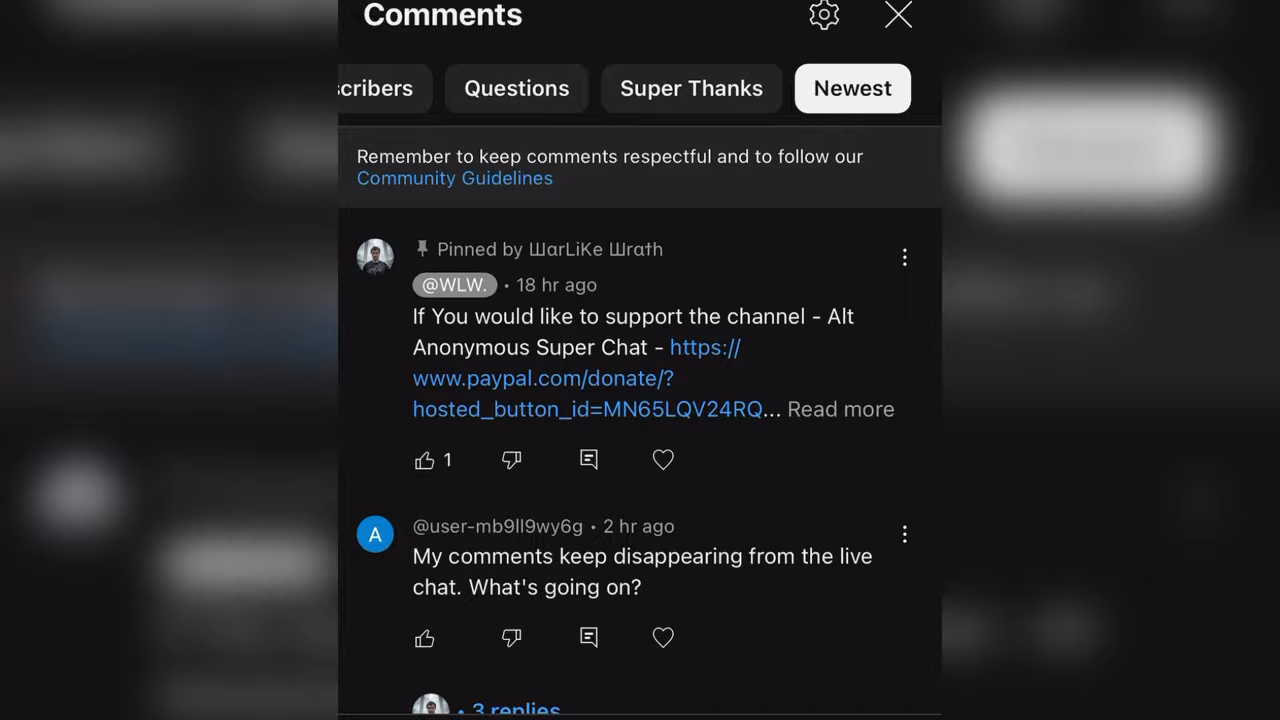 Comments
scribers
Questions
Super Thanks
Newest
Remember to keep comments respectful and to follow our
Community Guidelines
Pinned by ШarLiKe Шrath
@WLW. • 18 hr ago
If You would like to support the channel - Alt
Anonymous Super Chat - https://
www.paypal.com/donate/?
hosted_button_id=MN65LQV24RQ... Read more
1
A
@user-mb9ll9wy6g • 2 hr ago
My comments keep disappearing from the live
chat. What's going on?
• 3 replies